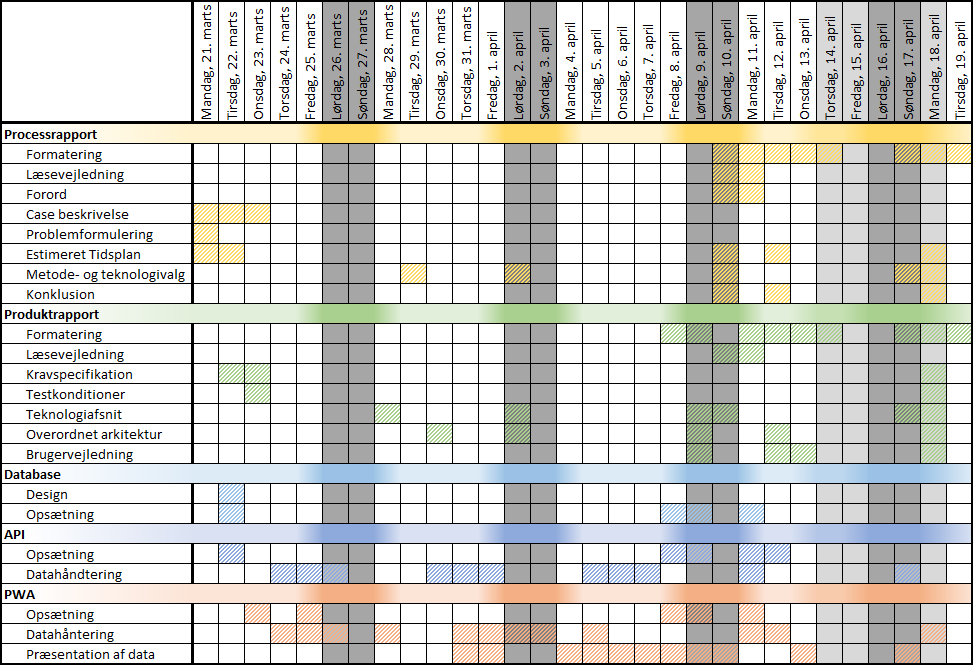 Mandag, 21. marts
Tirsdag, 22. marts
Onsdag, 23. marts
Torsdag, 24. marts
Fredag, 25. marts
Lørdag, 26. marts
Søndag, 27. marts
Mandag, 28. marts
Tirsdag, 29. marts
Onsdag, 30. marts
Torsdag, 31. marts
Fredag, 1. april
Lørdag, 2. april
Søndag, 3. april
Mandag, 4. april
Tirsdag, 5. april
Onsdag, 6. april
Torsdag, 7. april
Fredag, 8. april
Lørdag, 9. april
Søndag, 10. april
Mandag, 11. april
Tirsdag, 12. april
Onsdag, 13. april
Torsdag, 14. april
Fredag, 15. april
Lørdag, 16. april
Søndag, 17. april
Mandag, 18. april
Tirsdag, 19. april
Processrapport
Formatering
Læsevejledning
Forord
Case beskrivelse
Problemformulering
Estimeret Tidsplan
Metode- og teknologivalg
Konklusion
Produktrapport
Formatering
Læsevejledning
Kravspecifikation
Testkonditioner
Teknologiafsnit
Overordnet arkitektur
Brugervejledning
Database
Design
Opsætning
API
Opsætning
Datahåndtering
PWA
Opsætning
Datahåntering
Præsentation af data